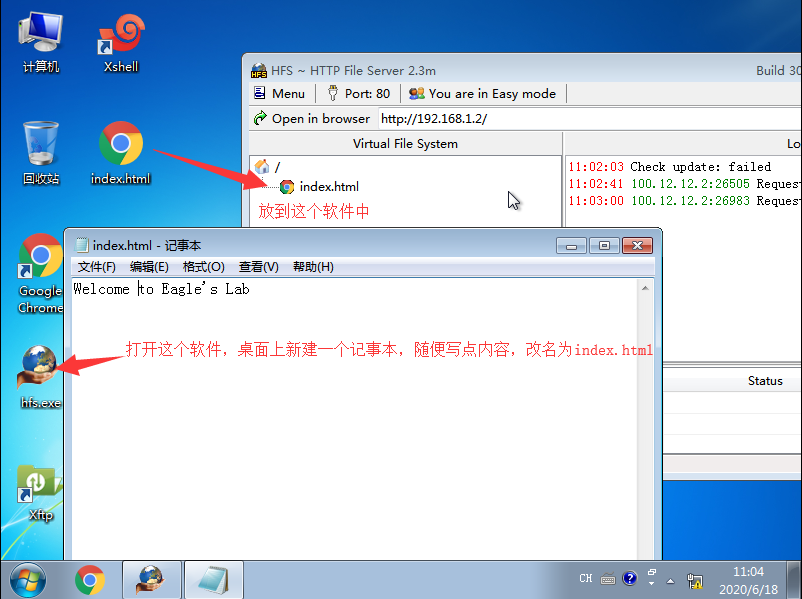 计算机
Xshell
回收站
index.html
Google Chrome
hfs.exe
Xftp
HFS ~ HTTP File Server 2.3m
Build 30
Menu
Port: 80
You are in Easy mode
Open in browser
http://192.168.1.2/
Virtual File System
Lo
/
index.html
放到这个软件中
11:02:03 Check update: failed
11:02:41 100.12.12.2:26505 Reques
11:03:00 100.12.12.2:26983 Reques
index.html - 记事本
文件(F) 编辑(E) 格式(O) 查看(V) 帮助(H)
Welcome to Eagle's Lab
打开这个软件，桌面上新建一个记事本，随便写点内容，改名为index.html
Status
CH
11:04
2020/6/18